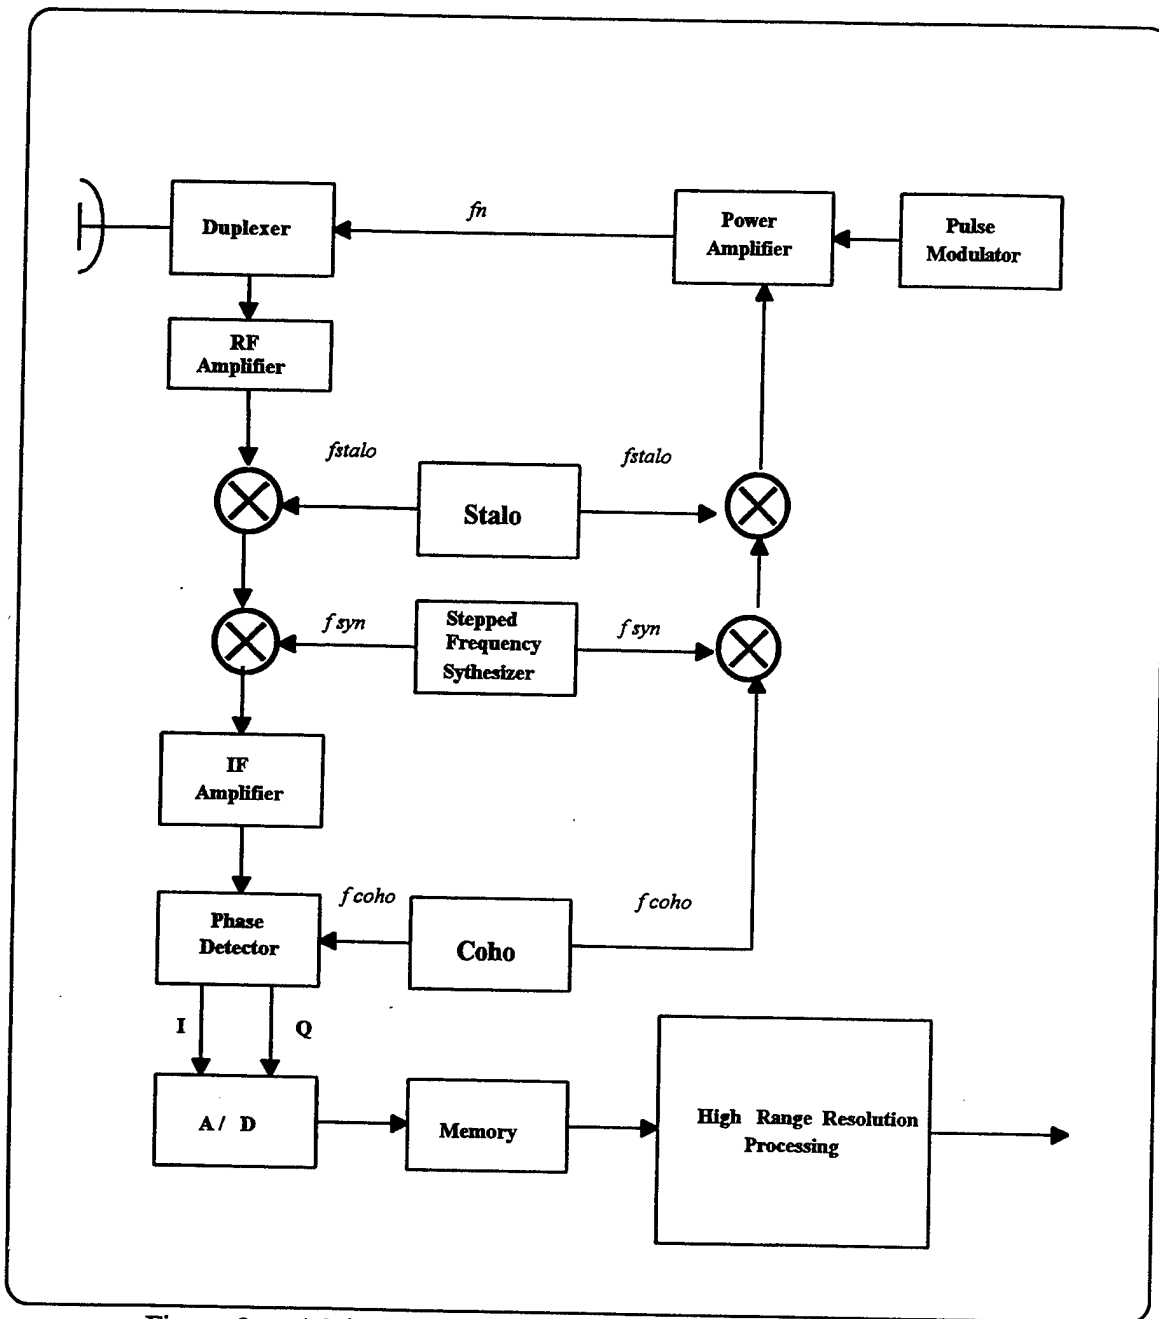 Duplexer
fn
Power
Amplifier
Pulse
Modulator
RF
Amplifier
fstalo
fstalo
Stalo
f syn
Stepped
Frequency
Sythesizer
f syn
IF
Amplifier
Phase
Detector
f coho
Coho
f coho
I
Q
A / D
Memory
High Range Resolution
Processing